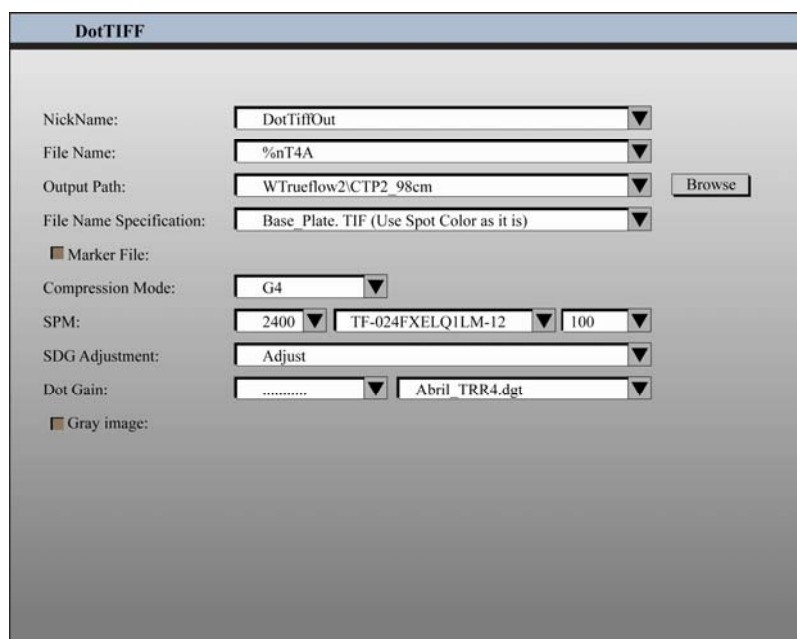 DotTIFF
NickName: DotTiffOut
File Name: %nT4A
Output Path: WTrueflow2\CTP2_98cm Browse
File Name Specification: Base_Plate. TIF (Use Spot Color as it is)
Marker File:
Compression Mode: G4
SPM: 2400 TF-024FXELQ1LM-12 100
SDG Adjustment: Adjust
Dot Gain: ........... Abril_TRR4.dgt
Gray image: